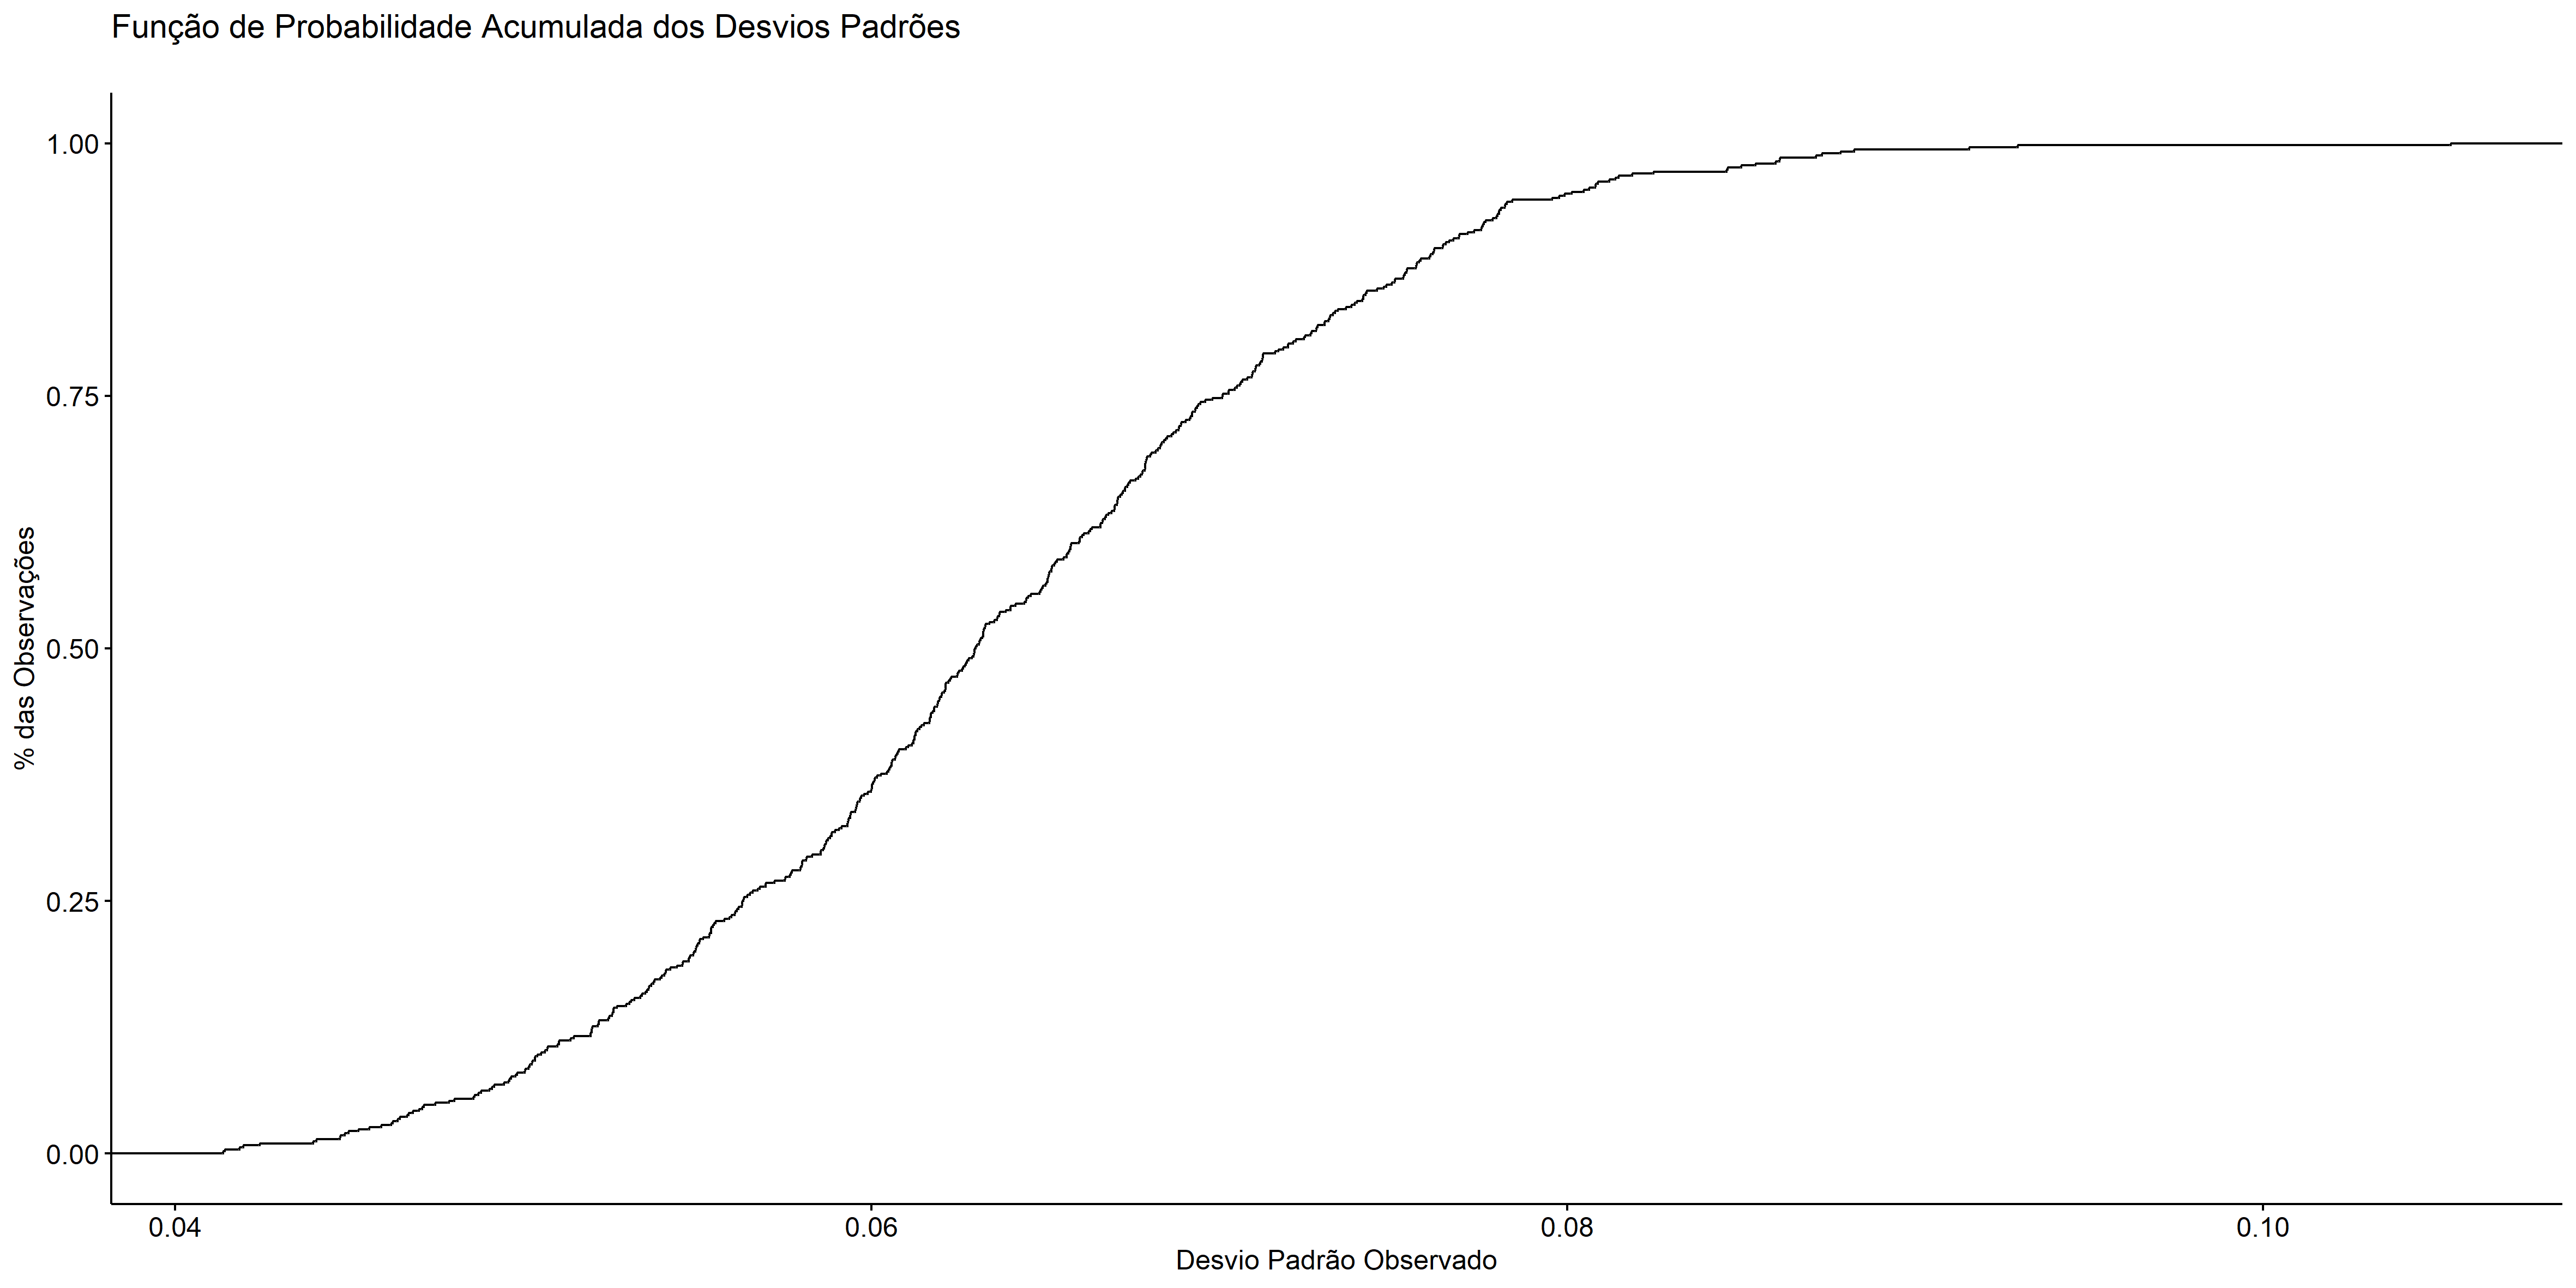 Função de Probabilidade Acumulada dos Desvios Padrões
1.00
0.75
0.50
0.25
0.00
% das Observações
0.04 0.06 0.08 0.10
Desvio Padrão Observado